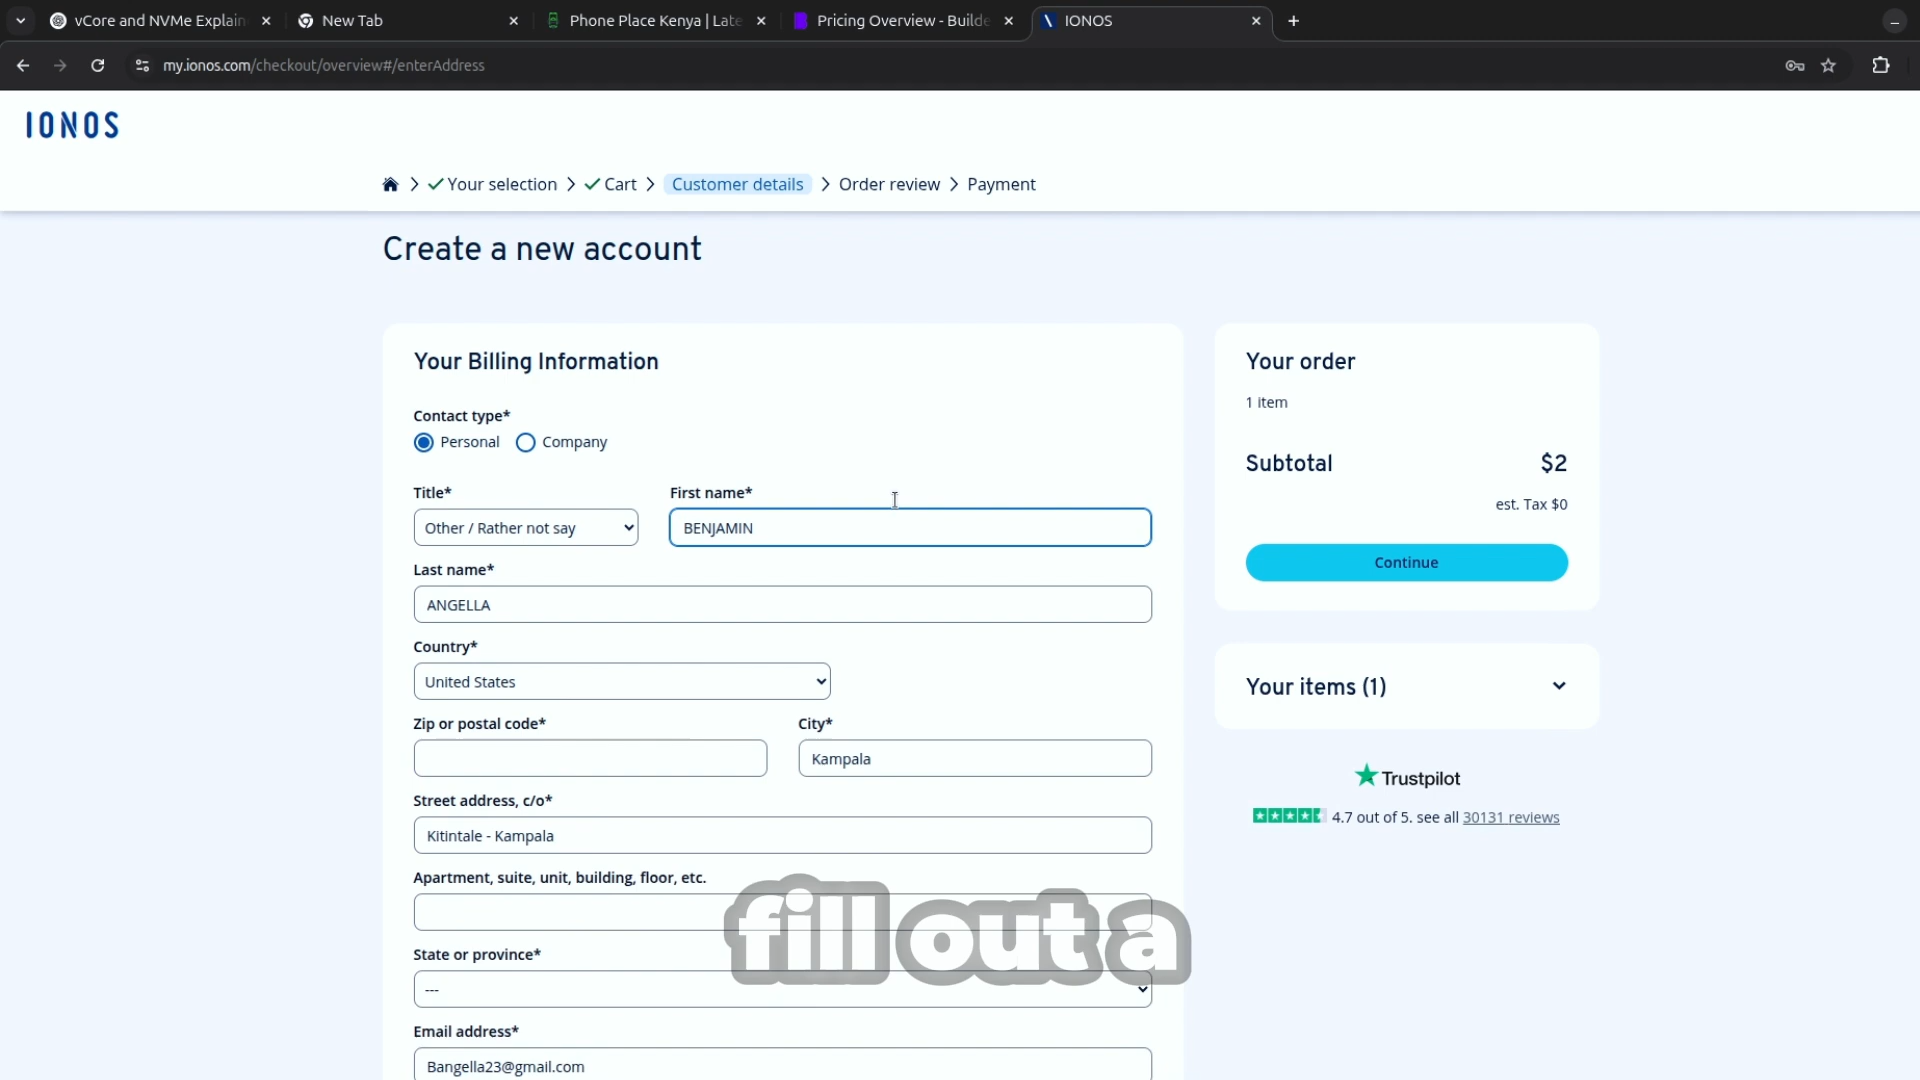 vCore and NVMe Explain
New Tab
Phone Place Kenya | Late
Pricing Overview - Builde
IONOS
my.ionos.com/checkout/overview#/enterAddress
IONOS
Your selection
Cart
Customer details
Order review
Payment
Create a new account
Your Billing Information
Contact type*
Personal
Company
Title*
First name*
Other / Rather not say
BENJAMIN
Last name*
ANGELLA
Country*
United States
Zip or postal code*
City*
Kampala
Street address, c/o*
Kitintale - Kampala
Apartment, suite, unit, building, floor, etc.
State or province*
---
Email address*
Bangella23@gmail.com
Your order
1 item
Subtotal $2
est. Tax $0
Continue
Your items (1)
Trustpilot
4.7 out of 5. see all 30131 reviews
fill out a